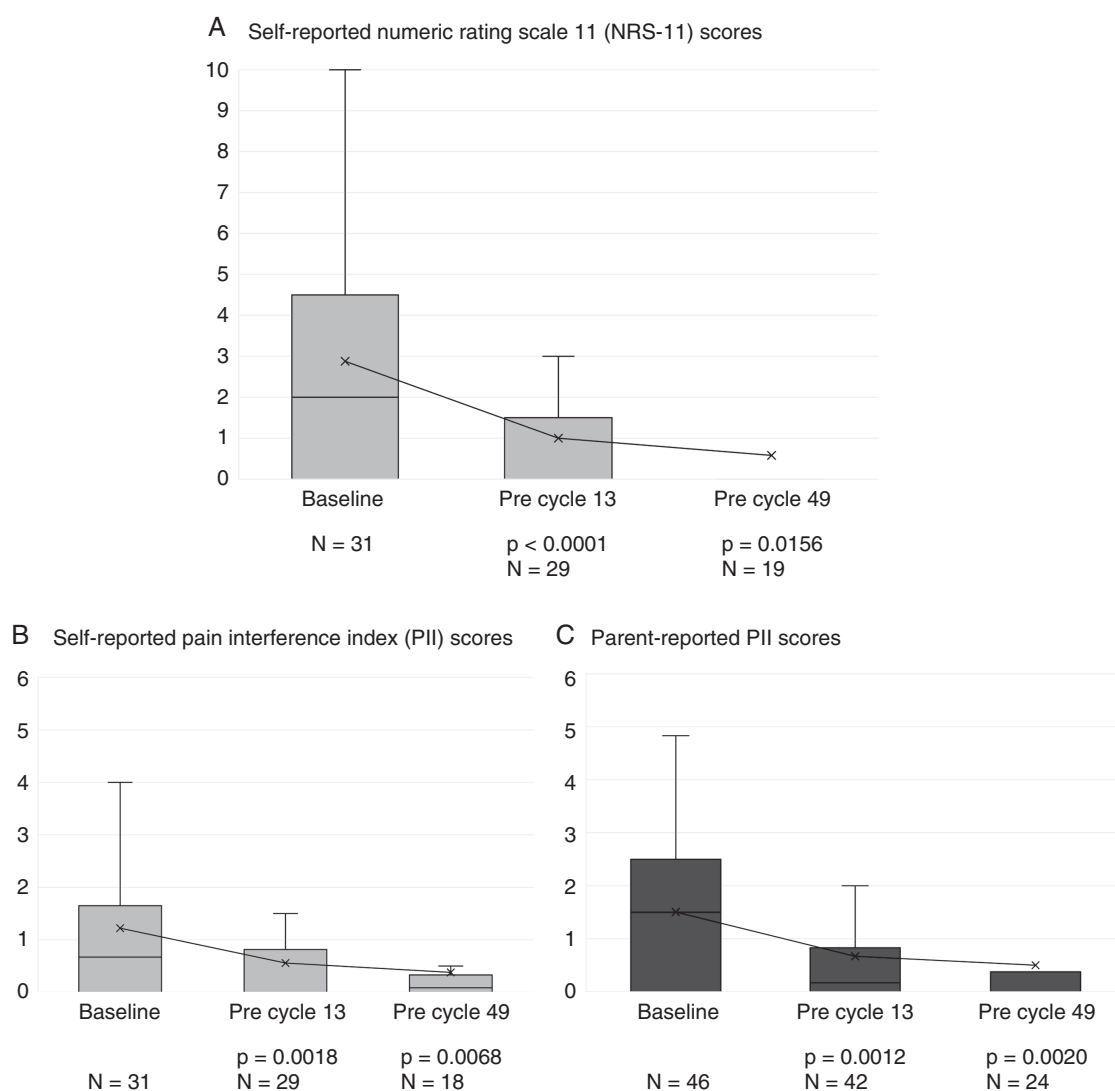 A Self-reported numeric rating scale 11 (NRS-11) scores
10
9
8
7
6
5
4
3
2
1
0
Baseline Pre cycle 13 Pre cycle 49
N = 31 p < 0.0001 p = 0.0156
N = 29 N = 19
B Self-reported pain interference index (PII) scores
6
5
4
3
2
1
0
Baseline Pre cycle 13 Pre cycle 49
p = 0.0018 p = 0.0068
N = 31 N = 29 N = 18
C Parent-reported PII scores
6
5
4
3
2
1
0
Baseline Pre cycle 13 Pre cycle 49
p = 0.0012 p = 0.0020
N = 46 N = 42 N = 24